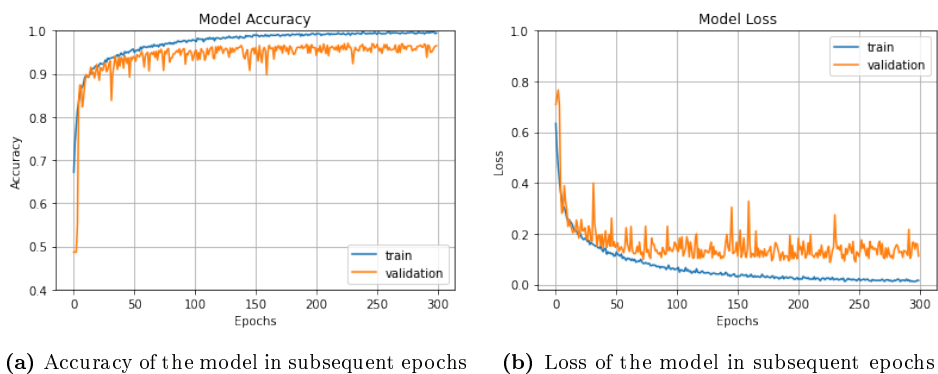 Model Accuracy
1.0
0.9
0.8
0.7
0.6
0.5
0.4
Accuracy
train
validation
0 50 100 150 200 250 300
Epochs
(a) Accuracy of the model in subsequent epochs
Model Loss
1.0
0.8
0.6
0.4
0.2
0.0
Loss
train
validation
0 50 100 150 200 250 300
Epochs
(b) Loss of the model in subsequent epochs